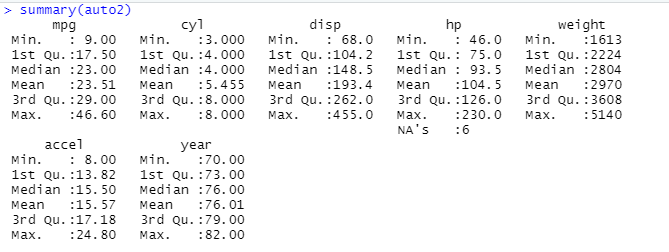 > summary(auto2)
mpg cyl disp hp weight
Min. : 9.00 Min. :3.000 Min. : 68.0 Min. : 46.0 Min. :1613
1st Qu.:17.50 1st Qu.:4.000 1st Qu.:104.2 1st Qu.: 75.0 1st Qu.:2224
Median :23.00 Median :4.000 Median :148.5 Median : 93.5 Median :2804
Mean :23.51 Mean :5.455 Mean :193.4 Mean :104.5 Mean :2970
3rd Qu.:29.00 3rd Qu.:8.000 3rd Qu.:262.0 3rd Qu.:126.0 3rd Qu.:3608
Max. :46.60 Max. :8.000 Max. :455.0 Max. :230.0 Max. :5140
NA's :6
accel year
Min. : 8.00 Min. :70.00
1st Qu.:13.82 1st Qu.:73.00
Median :15.50 Median :76.00
Mean :15.57 Mean :76.01
3rd Qu.:17.18 3rd Qu.:79.00
Max. :24.80 Max. :82.00